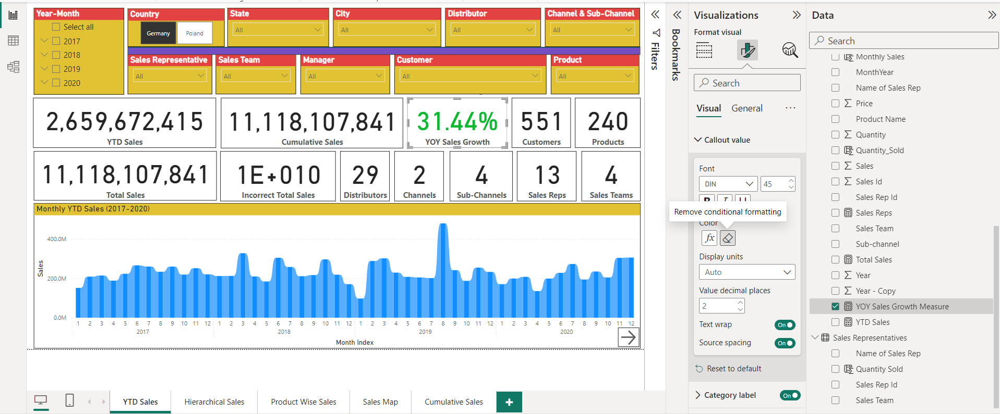 Year-Month
Select all
2017
2018
2019
2020
Country
Germany
Poland
State
All
City
All
Distributor
All
Channel & Sub-Channel
All
Sales Representative
All
Sales Team
All
Manager
All
Customer
All
Product
All
2,659,672,415
YTD Sales
11,118,107,841
Cumulative Sales
31.44%
YOY Sales Growth
551
Customers
240
Products
11,118,107,841
Total Sales
1E+010
Incorrect Total Sales
29
Distributors
2
Channels
4
Sub-Channels
13
Sales Reps
4
Sales Teams
Monthly YTD Sales (2017-2020)
Sales
400.0M
200.0M
0.0M
1 2 3 4 5 6 7 8 9 10 11 12 1 2 3 4 5 6 7 8 9 10 11 12 1 2 3 4 5 6 7 8 9 10 11 12 1 2 3 4 5 6 7 8 9 10 11 12
2017 2018 2019 2020
Month Index
YTD Sales
Hierarchical Sales
Product Wise Sales
Sales Map
Cumulative Sales
Filters
Bookmarks
Visualizations
Format visual
Search
Visual
General
Callout value
Font
DIN
45
Remove conditional formatting
Color
fx
Display units
Auto
Value decimal places
2
Text wrap
On
Source spacing
On
Reset to default
Category label
On
Data
Search
Monthly Sales
MonthYear
Name of Sales Rep
Price
Product Name
Quantity
Quantity_Sold
Sales
Sales Id
Sales Rep Id
Sales Reps
Sales Team
Sub-channel
Total Sales
Year
Year - Copy
YOY Sales Growth Measure
YTD Sales
Sales Representatives
Name of Sales Rep
Quantity Sold
Sales Rep Id
Sales Team